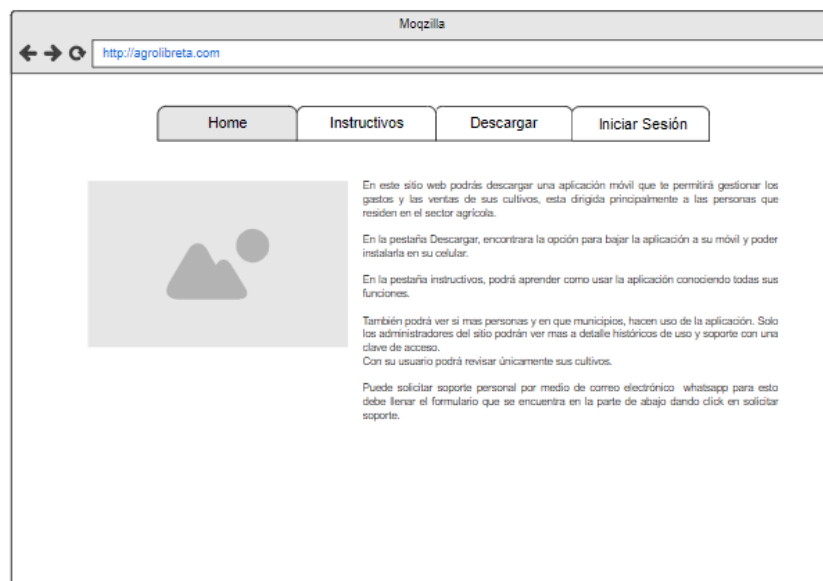 Moqzilla
http://agrolibreta.com
Home
Instructivos
Descargar
Iniciar Sesión
En este sitio web podrás descargar una aplicación móvil que te permitirá gestionar los
gastos y las ventas de sus cultivos, esta dirigida principalmente a las personas que
residen en el sector agrícola.
En la pestaña Descargar, encontrara la opción para bajar la aplicación a su móvil y poder
instalarla en su celular.
En la pestaña instructivos, podrá aprender como usar la aplicación conociendo todas sus
funciones.
También podrá ver si mas personas y en que municipios, hacen uso de la aplicación. Solo
los administradores del sitio podrán ver mas a detalle históricos de uso y soporte con una
clave de acceso.
Con su usuario podrá revisar únicamente sus cultivos.
Puede solicitar soporte personal por medio de correo electrónico whatsapp para esto
debe llenar el formulario que se encuentra en la parte de abajo dando click en solicitar
soporte.